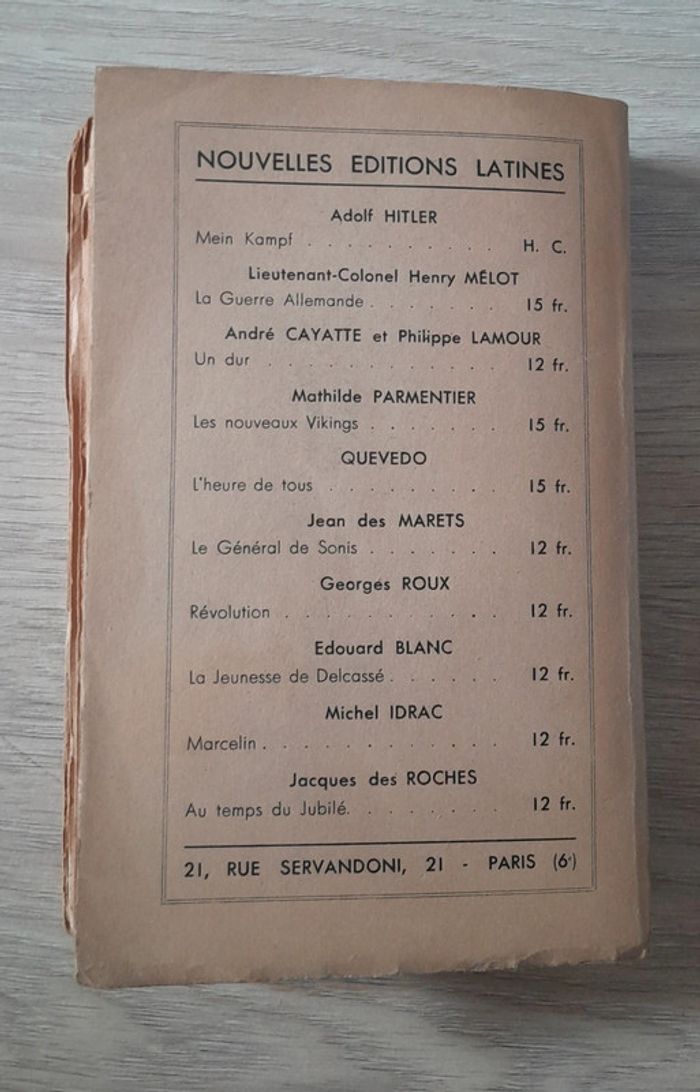 NOUVELLES EDITIONS LATINES
Adolf HITLER
Mein Kampf . . . . . . . . . . H. C.
Lieutenant-Colonel Henry MÉLOT
La Guerre Allemande . . . . . . . 15 fr.
André CAYATTE et Philippe LAMOUR
Un dur . . . . . . . . . . . . 12 fr.
Mathilde PARMENTIER
Les nouveaux Vikings . . . . . . . 15 fr.
QUEVEDO
L'heure de tous . . . . . . . . . 15 fr.
Jean des MARETS
Le Général de Sonis . . . . . . . 12 fr.
Georges ROUX
Révolution . . . . . . . . . . . 12 fr.
Edouard BLANC
La Jeunesse de Delcassé . . . . . . 12 fr.
Michel IDRAC
Marcelin . . . . . . . . . . . . 12 fr.
Jacques des ROCHES
Au temps du Jubilé. . . . . . . . 12 fr.
21, RUE SERVANDONI, 21 - PARIS (6e)